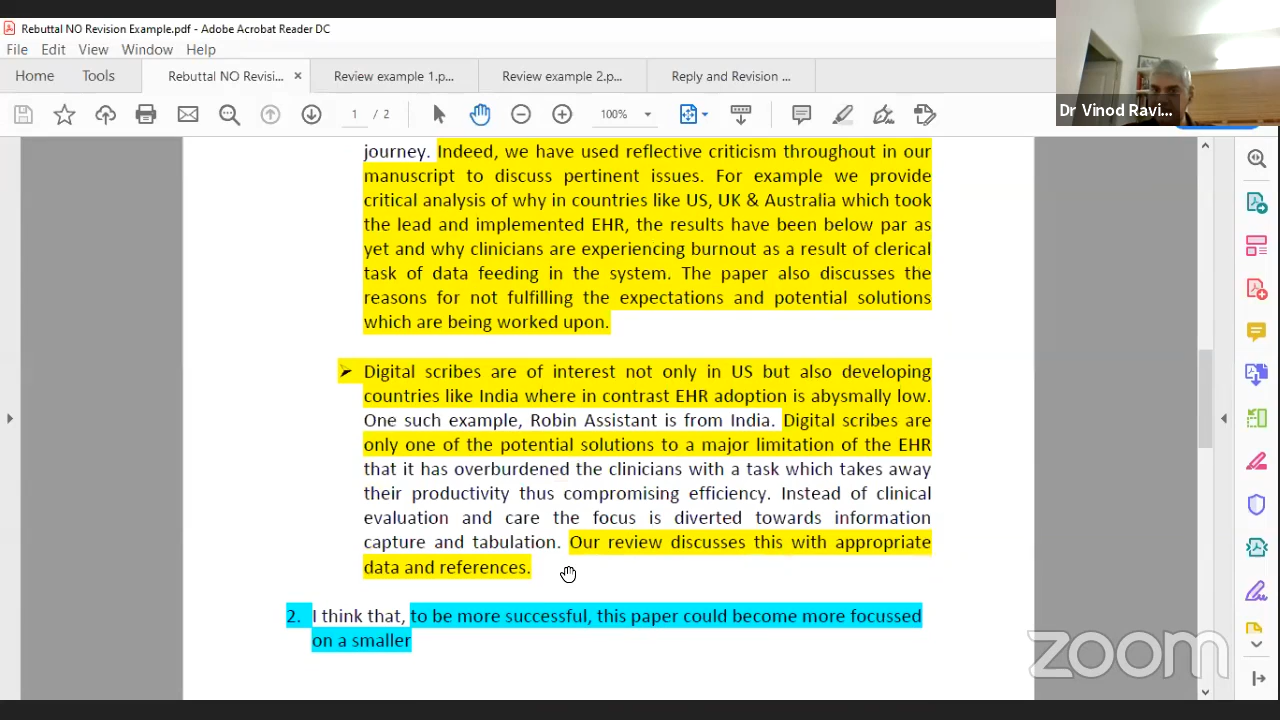 Rebuttal NO Revision Example.pdf - Adobe Acrobat Reader DC
File Edit View Window Help
Home Tools Rebuttal NO Revisi... × Review example 1.p... Review example 2.p... Reply and Revision ...
1 / 2 100%
Dr Vinod Ravi...
journey. Indeed, we have used reflective criticism throughout in our
manuscript to discuss pertinent issues. For example we provide
critical analysis of why in countries like US, UK & Australia which took
the lead and implemented EHR, the results have been below par as
yet and why clinicians are experiencing burnout as a result of clerical
task of data feeding in the system. The paper also discusses the
reasons for not fulfilling the expectations and potential solutions
which are being worked upon.
➤ Digital scribes are of interest not only in US but also developing
countries like India where in contrast EHR adoption is abysmally low.
One such example, Robin Assistant is from India. Digital scribes are
only one of the potential solutions to a major limitation of the EHR
that it has overburdened the clinicians with a task which takes away
their productivity thus compromising efficiency. Instead of clinical
evaluation and care the focus is diverted towards information
capture and tabulation. Our review discusses this with appropriate
data and references.
2. I think that, to be more successful, this paper could become more focussed
on a smaller
zoom